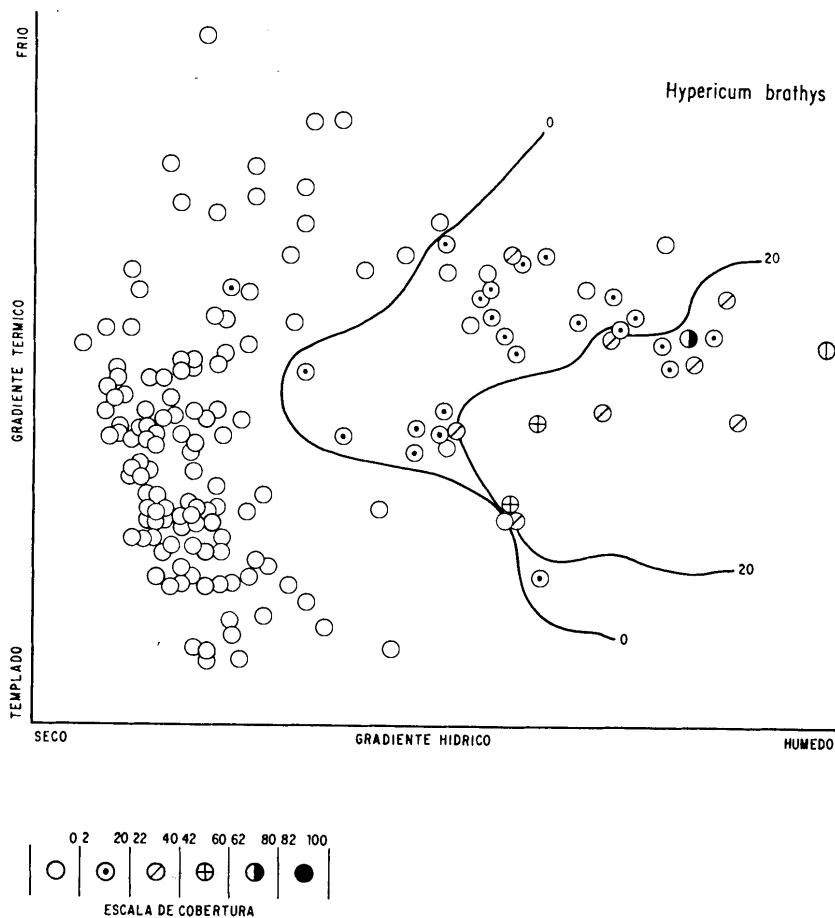 FRIO
Hypericum brathys
0
20
GRADIENTE TERMICO
20
0
TEMPLADO
SECO
GRADIENTE HIDRICO
HUMEDO
0 2 20 22 40 42 60 62 80 82 100
ESCALA DE COBERTURA